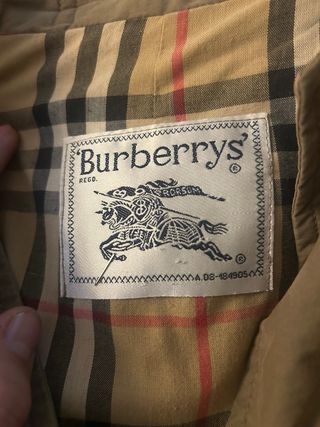 'Burberrys'®
REGD.
PRORSUM
A.08-184905
©